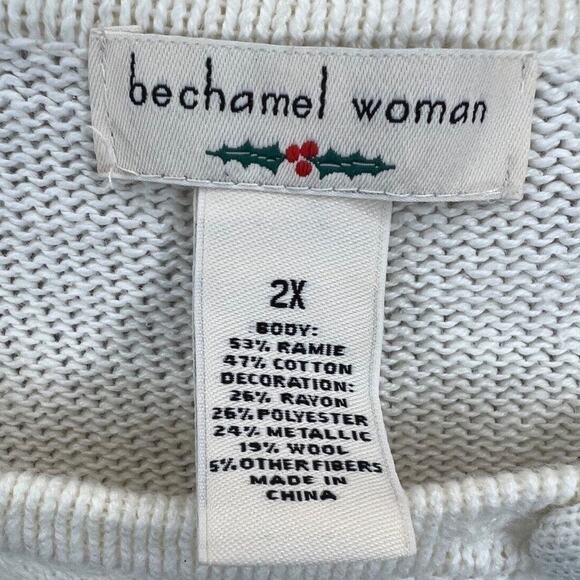 bechamel woman
2X
BODY:
53% RAMIE
47% COTTON
DECORATION:
26% RAYON
26% POLYESTER
24% METALLIC
19% WOOL
5% OTHER FIBERS
MADE IN
CHINA